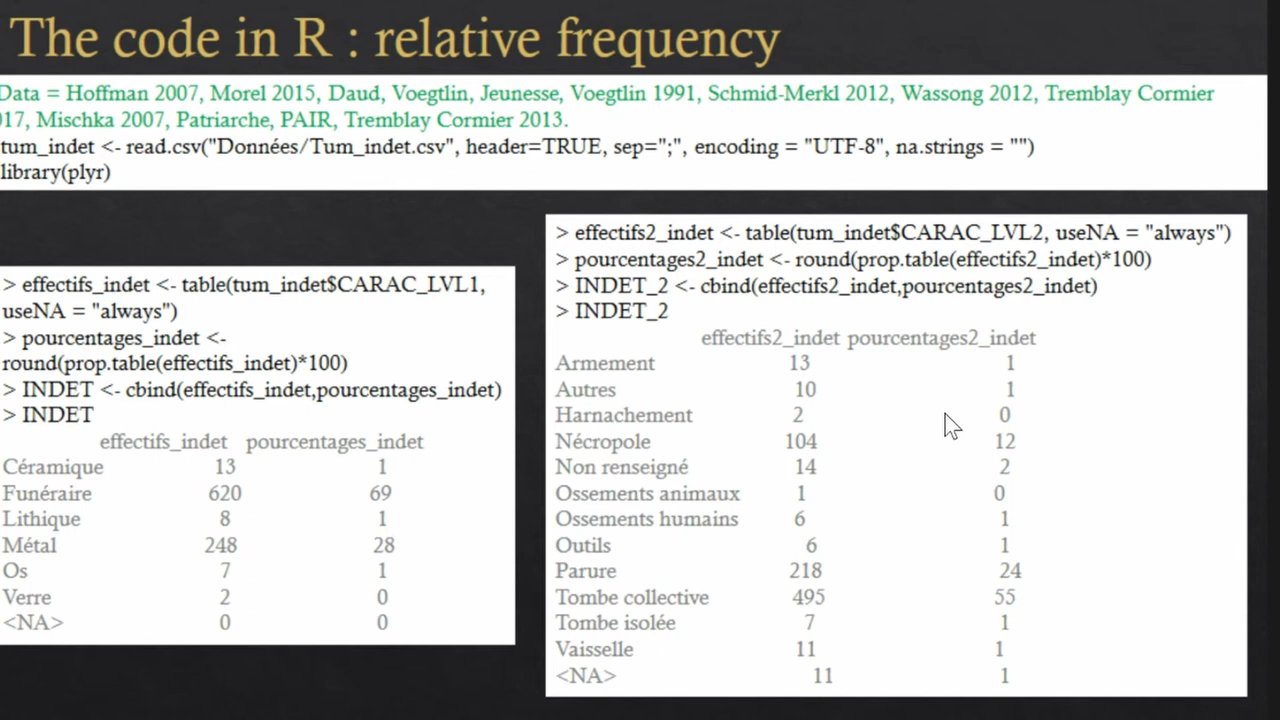 The code in R : relative frequency
Data = Hoffman 2007, Morel 2015, Daud, Voegtlin, Jeunesse, Voegtlin 1991, Schmid-Merkl 2012, Wassong 2012, Tremblay Cormier
017, Mischka 2007, Patriarche, PAIR, Tremblay Cormier 2013.
tum_indet <- read.csv("Données/Tum_indet.csv", header=TRUE, sep=";", encoding = "UTF-8", na.strings = "")
library(plyr)
> effectifs_indet <- table(tum_indet$CARAC_LVL1,
useNA = "always")
> pourcentages_indet <-
round(prop.table(effectifs_indet)*100)
> INDET <- cbind(effectifs_indet,pourcentages_indet)
> INDET
effectifs_indet pourcentages_indet
Céramique 13 1
Funéraire 620 69
Lithique 8 1
Métal 248 28
Os 7 1
Verre 2 0
<NA> 0 0
> effectifs2_indet <- table(tum_indet$CARAC_LVL2, useNA = "always")
> pourcentages2_indet <- round(prop.table(effectifs2_indet)*100)
> INDET_2 <- cbind(effectifs2_indet,pourcentages2_indet)
> INDET_2
effectifs2_indet pourcentages2_indet
Armement 13 1
Autres 10 1
Harnachement 2 0
Nécropole 104 12
Non renseigné 14 2
Ossements animaux 1 0
Ossements humains 6 1
Outils 6 1
Parure 218 24
Tombe collective 495 55
Tombe isolée 7 1
Vaisselle 11 1
<NA> 11 1